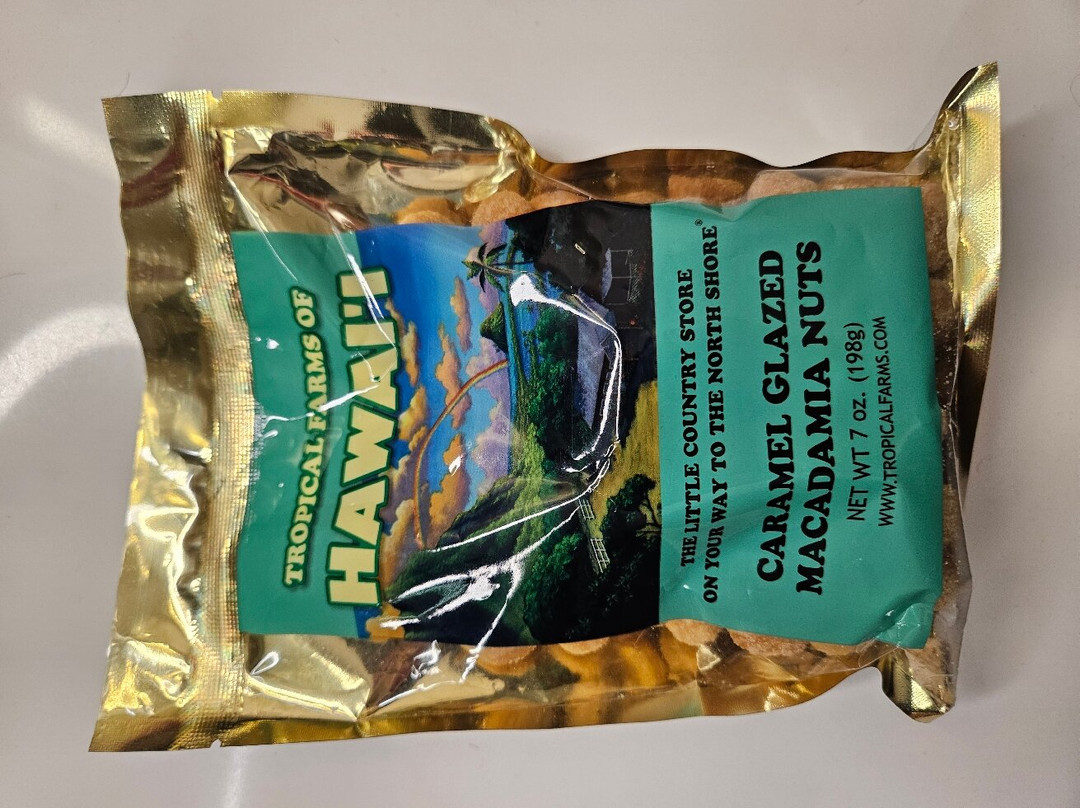 TROPICAL FARMS OF
HAWAI'I
THE LITTLE COUNTRY STORE
ON YOUR WAY TO THE NORTH SHORE®
CARAMEL GLAZED
MACADAMIA NUTS
NET WT 7 oz. (198g)
WWW.TROPICALFARMS.COM